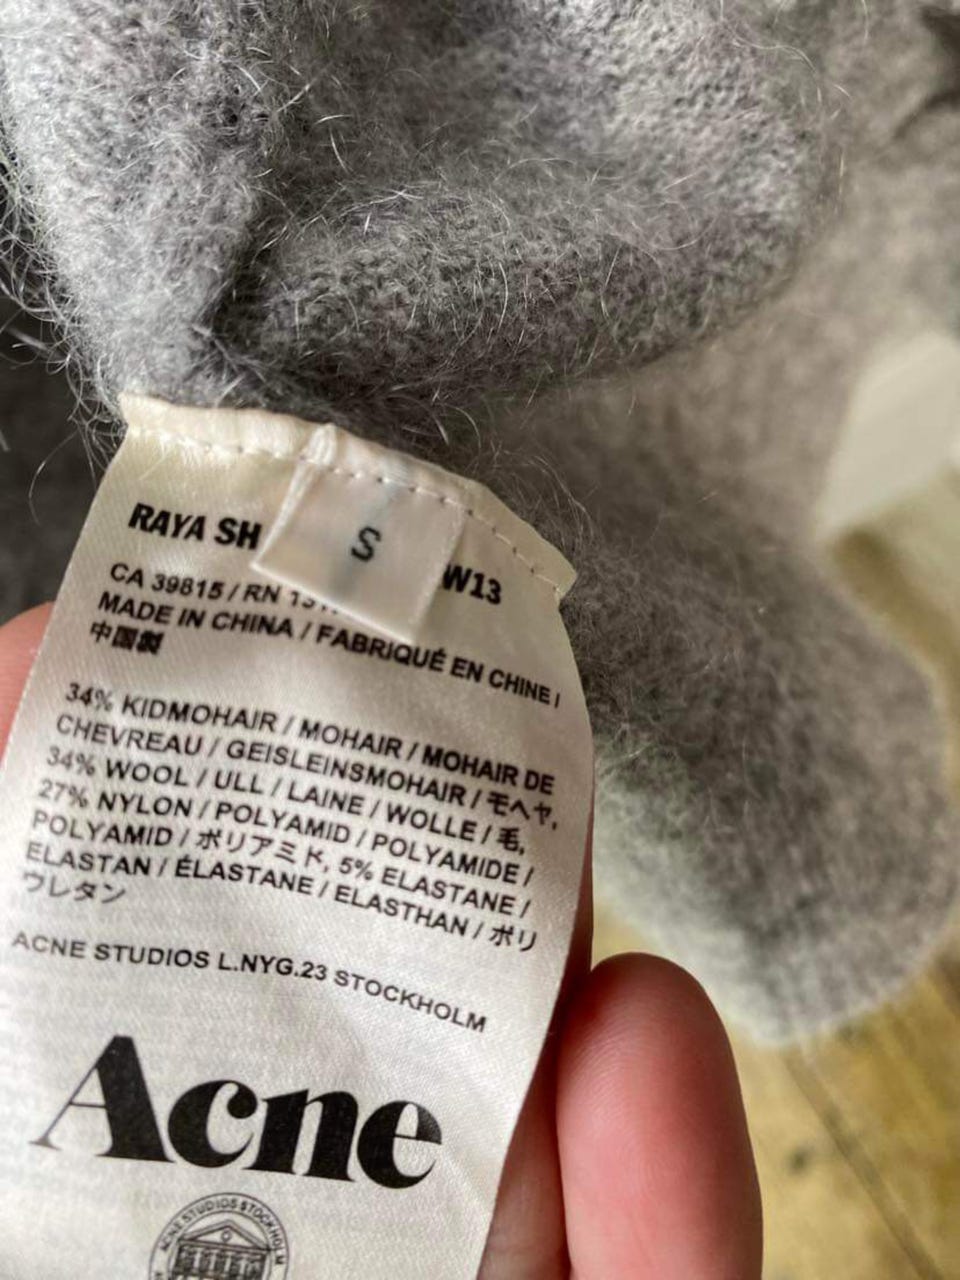 RAYA SH
S
W13
CA 39815 / RN
MADE IN CHINA / FABRIQUÉ EN CHINE /
中国製
34% KIDMOHAIR / MOHAIR / MOHAIR DE
CHEVREAU / GEISLEINSMOHAIR / モヘヤ,
34% WOOL / ULL / LAINE / WOLLE / 毛,
27% NYLON / POLYAMID / POLYAMIDE /
POLYAMID / ポリアミド, 5% ELASTANE /
ELASTAN / ÉLASTANE / ELASTHAN / ポリ
ウレタン
ACNE STUDIOS L.NYG.23 STOCKHOLM
Acne
ACNE STUDIOS STOCKHOLM